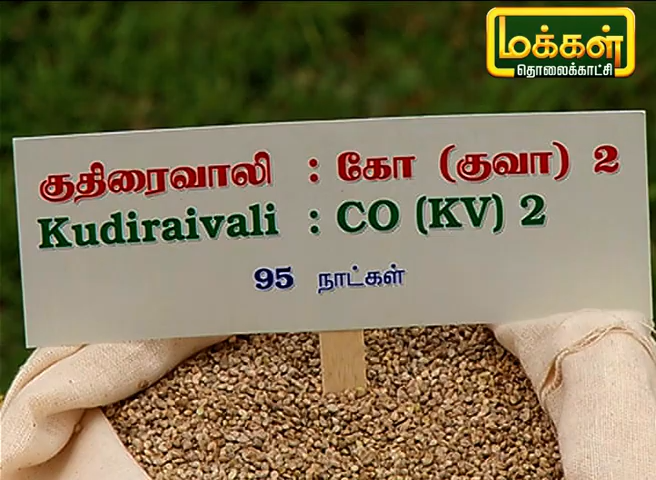 மக்கள்
தொலைக்காட்சி
குதிரைவாலி : கோ (குவா) 2
Kudiraivali : CO (KV) 2
95 நாட்கள்